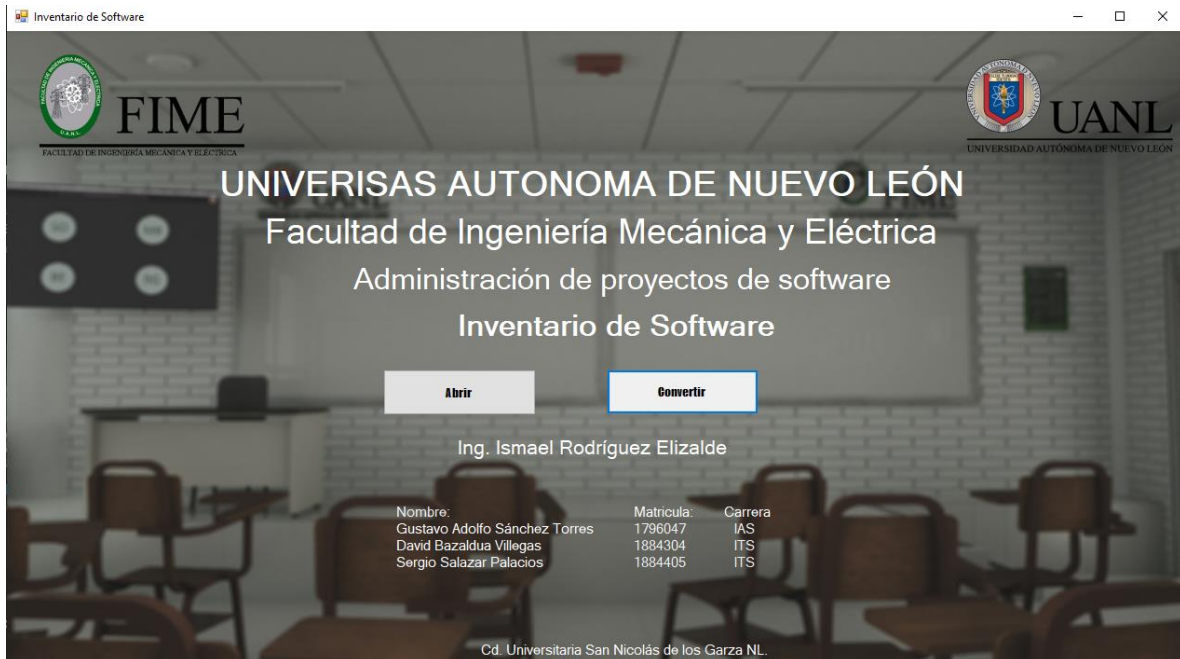 Inventario de Software
FIME
FACULTAD DE INGENIERÍA MECÁNICA Y ELÉCTRICA
UANL
UNIVERSIDAD AUTÓNOMA DE NUEVO LEÓN
UNIVERISAS AUTONOMA DE NUEVO LEÓN
Facultad de Ingeniería Mecánica y Eléctrica
Administración de proyectos de software
Inventario de Software
Abrir Convertir
Ing. Ismael Rodríguez Elizalde
Nombre: Matricula: Carrera
Gustavo Adolfo Sánchez Torres 1796047 IAS
David Bazaldua Villegas 1884304 ITS
Sergio Salazar Palacios 1884405 ITS
Cd. Universitaria San Nicolás de los Garza NL.